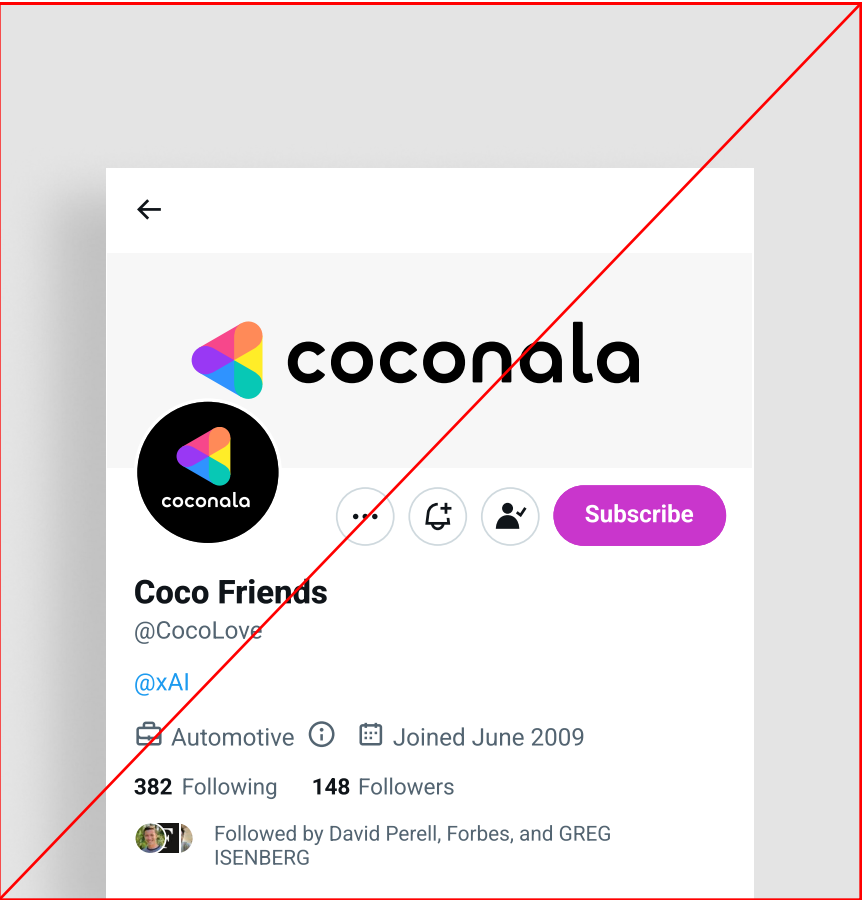 coconala
coconala
Subscribe
Coco Friends
@CocoLove
@xAI
Automotive Joined June 2009
382 Following 148 Followers
Followed by David Perell, Forbes, and GREG
ISENBERG